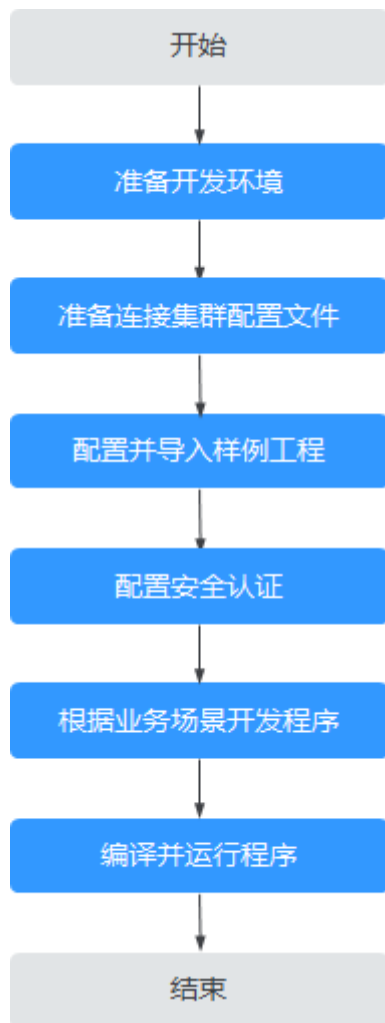 开始
准备开发环境
准备连接集群配置文件
配置并导入样例工程
配置安全认证
根据业务场景开发程序
编译并运行程序
结束